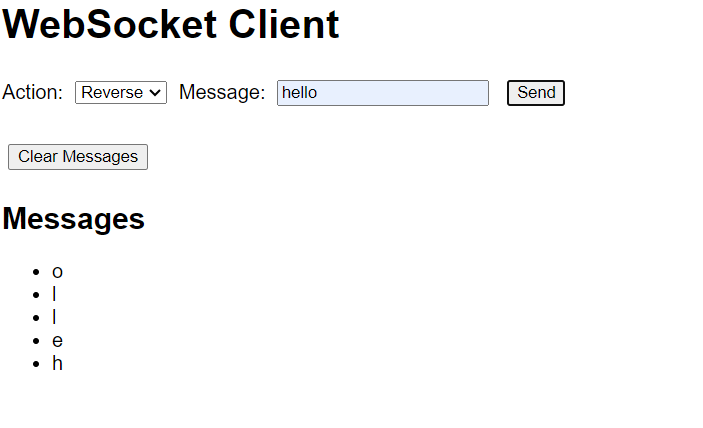 WebSocket Client
Action: Reverse Message: hello Send
Clear Messages
Messages
o
l
l
e
h